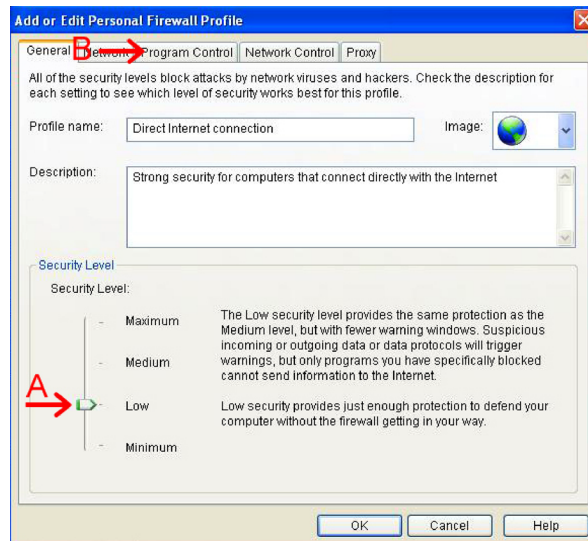 Add or Edit Personal Firewall Profile
B
General Network Program Control Network Control Proxy
All of the security levels block attacks by network viruses and hackers. Check the description for
each setting to see which level of security works best for this profile.
Profile name: Direct Internet connection Image:
Description: Strong security for computers that connect directly with the Internet
Security Level
Security Level:
Maximum
Medium
Low
Minimum
A
The Low security level provides the same protection as the
Medium level, but with fewer warning windows. Suspicious
incoming or outgoing data or data protocols will trigger
warnings, but only programs you have specifically blocked
cannot send information to the Internet.
Low security provides just enough protection to defend your
computer without the firewall getting in your way.
OK Cancel Help